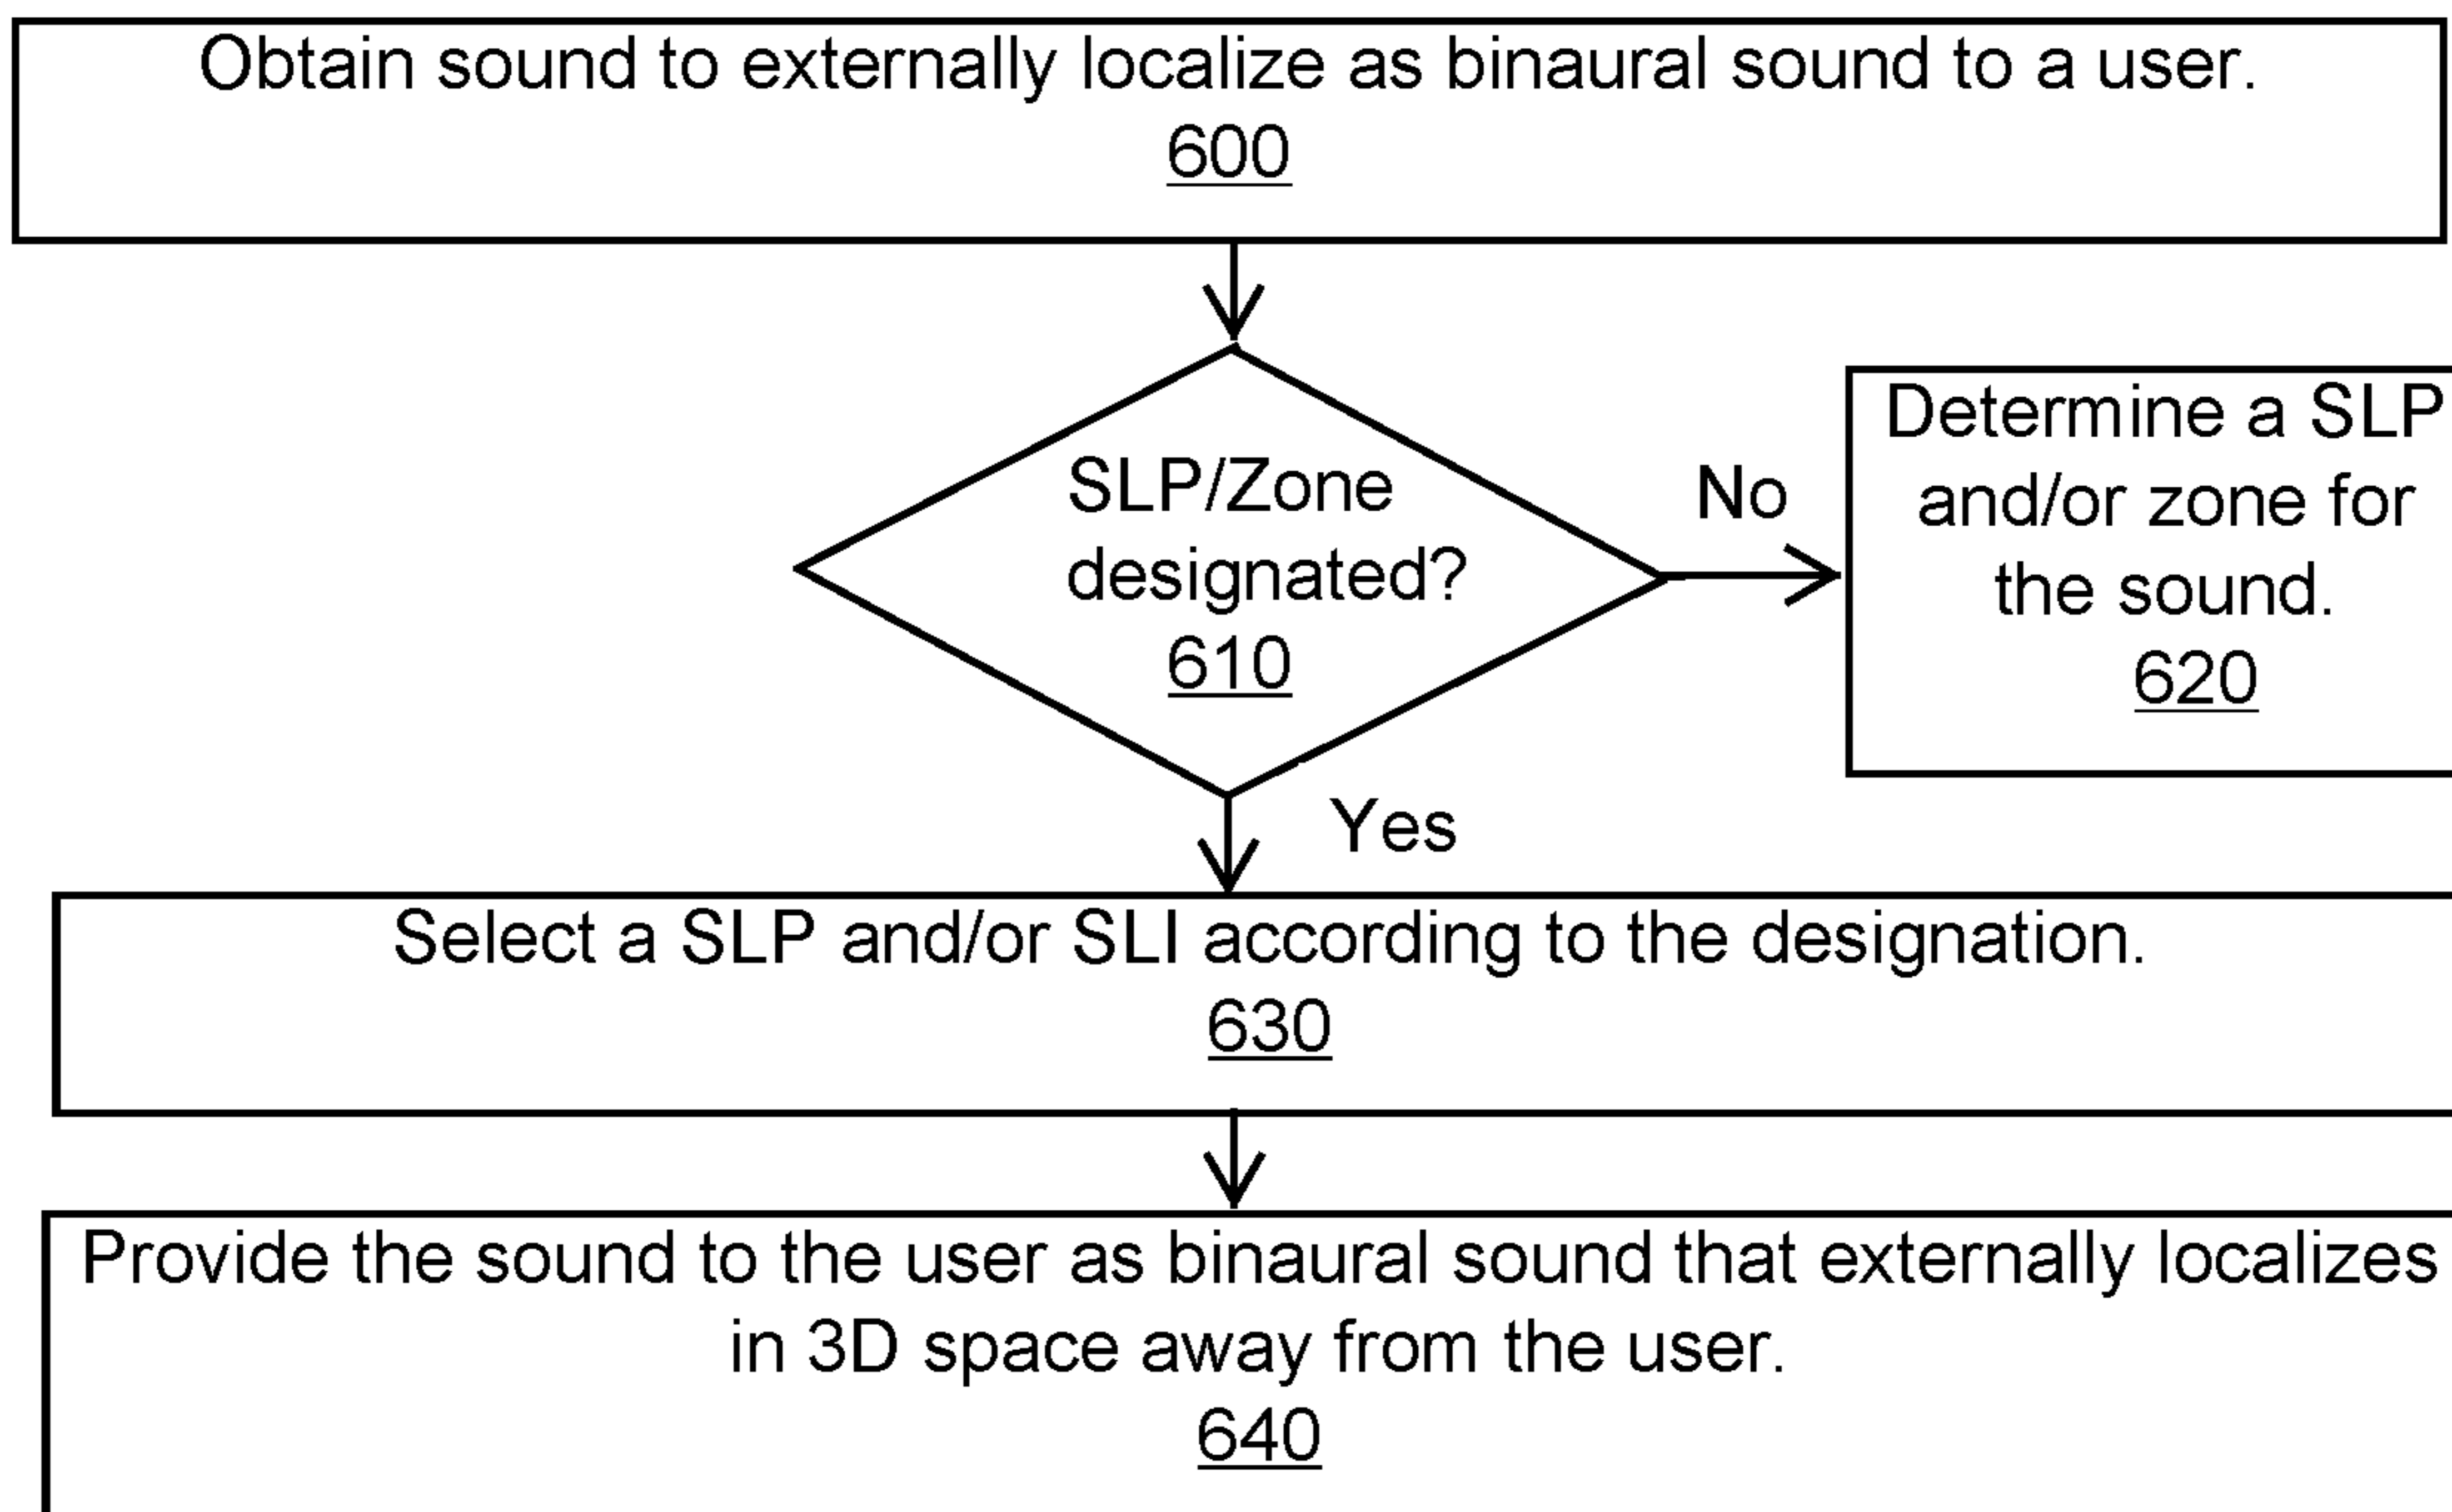 Obtain sound to externally localize as binaural sound to a user.
600
SLP/Zone
designated?
610
No
Determine a SLP
and/or zone for
the sound.
620
Yes
Select a SLP and/or SLI according to the designation.
630
Provide the sound to the user as binaural sound that externally localizes
in 3D space away from the user.
640